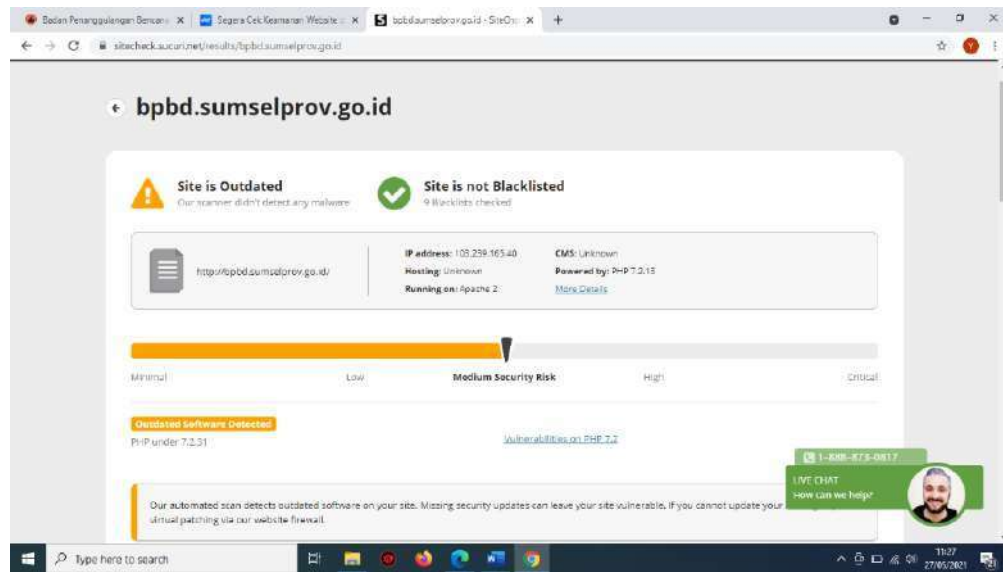 Badan Penanggulangan Bencana
Segera Cek Keamanan Website
bpbd.sumselprov.go.id - SiteCh
sitecheck.sucuri.net/results/bpbd.sumselprov.go.id
bpbd.sumselprov.go.id
Site is Outdated
Our scanner didn't detect any malware
Site is not Blacklisted
9 Blacklists checked
http://bpbd.sumselprov.go.id/
IP address: 103.239.165.40
Hosting: Unknown
Running on: Apache 2
CMS: Unknown
Powered by:
More Details
Minimal
Low
Medium Security Risk
High
Critical
Outdated Software Detected
PHP under 7.2.31
Vulnerabilities on PHP 7.2
1-888-873-0817
LIVE CHAT
How can we help?
Our automated scan detects outdated software on your site. Missing security updates can leave your site vulnerable. If you cannot update your
virtual patching via our website firewall.
Type here to search
11:27
27/05/2021